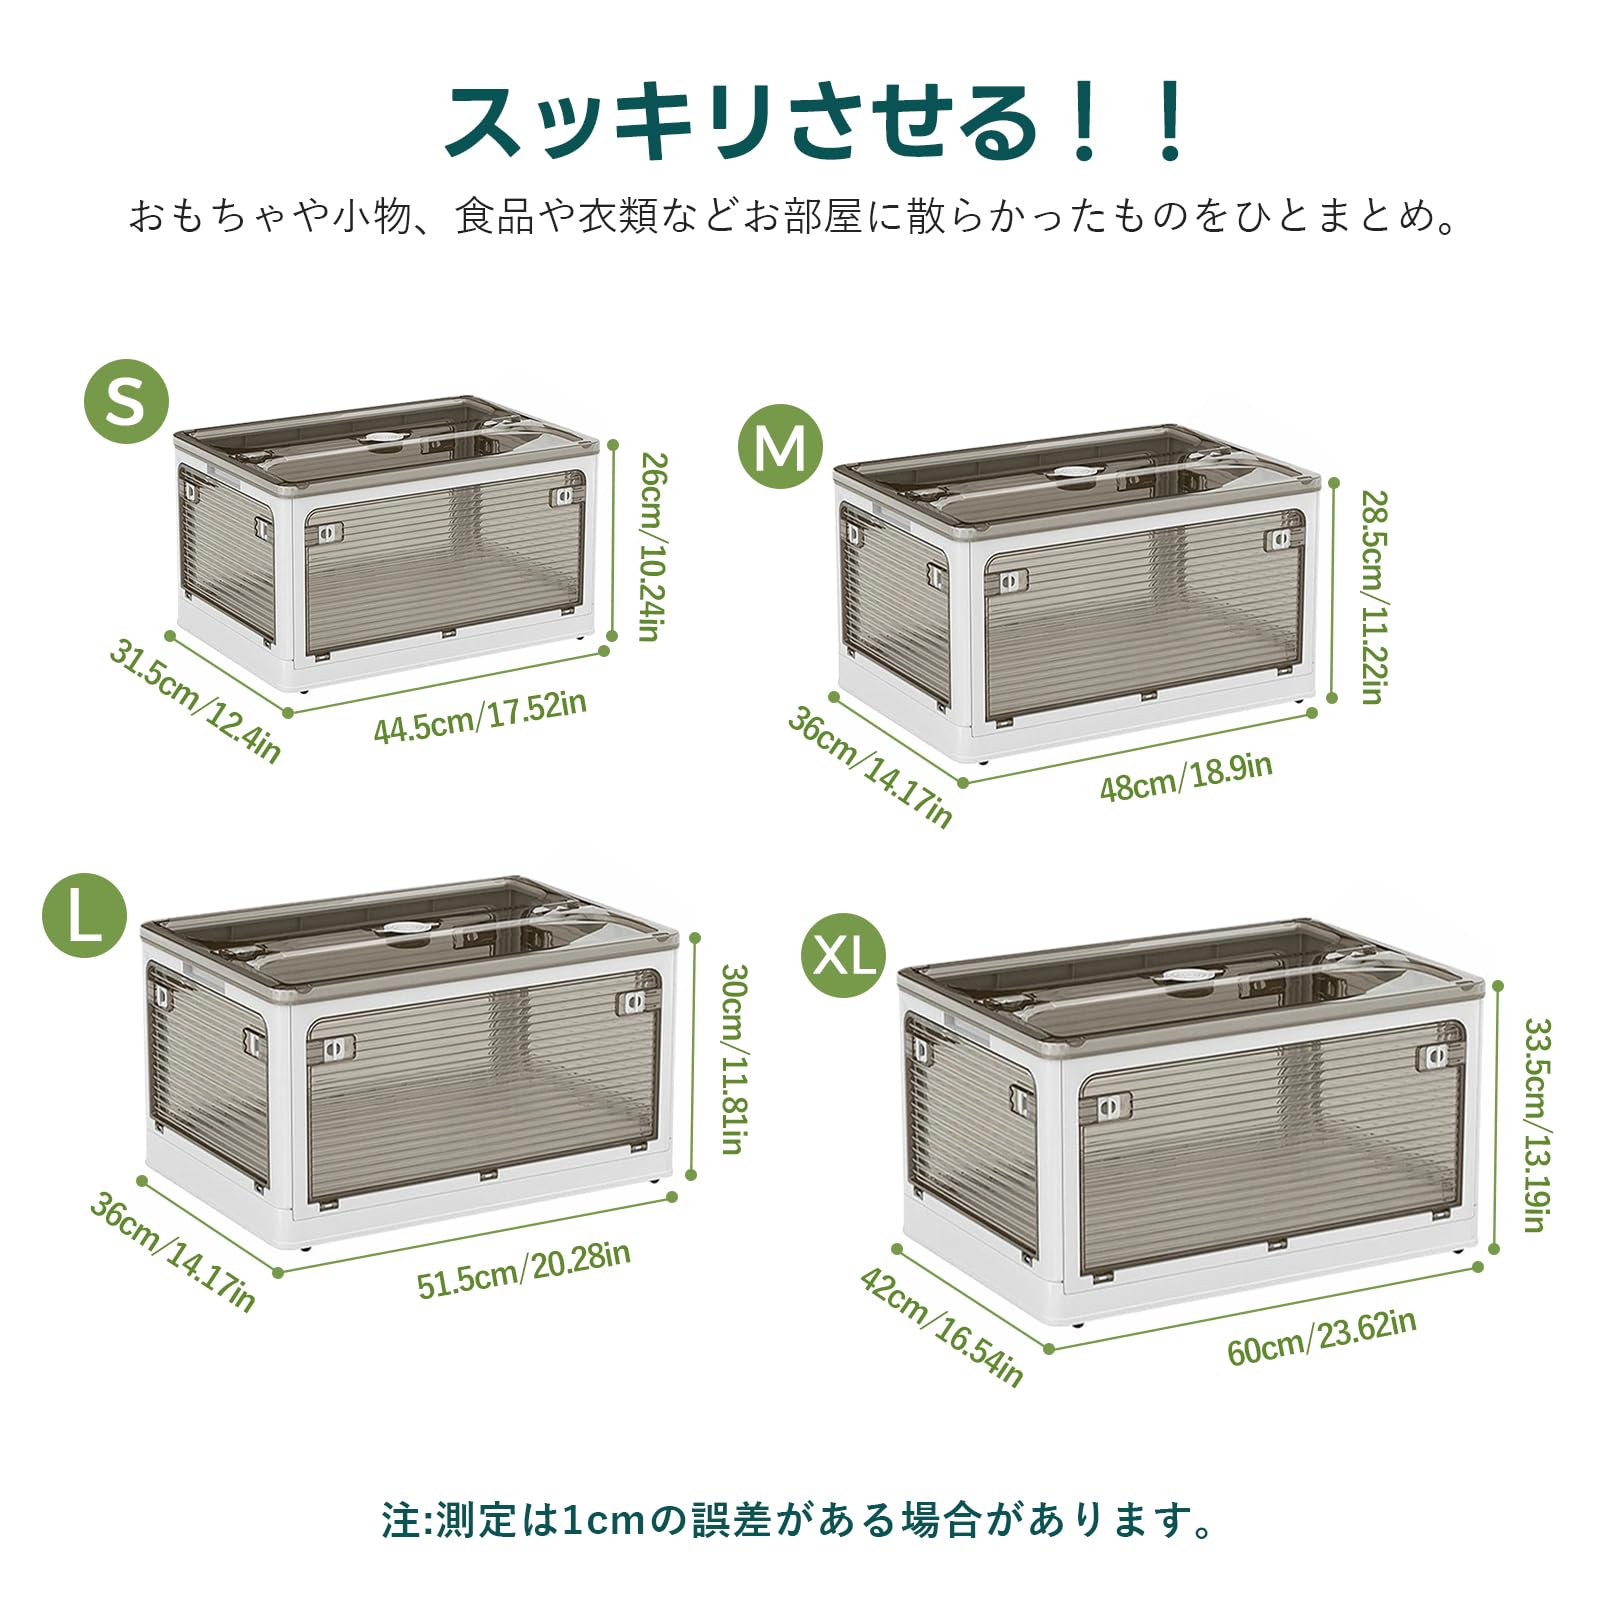 スッキリさせる！！
おもちゃや小物、食品や衣類などお部屋に散らかったものをひとまとめ。
S
26cm/10.24in
31.5cm/12.4in
44.5cm/17.52in
M
28.5cm/11.22in
36cm/14.17in
48cm/18.9in
L
30cm/11.81in
36cm/14.17in
51.5cm/20.28in
XL
33.5cm/13.19in
42cm/16.54in
60cm/23.62in
注:測定は1cmの誤差がある場合があります。